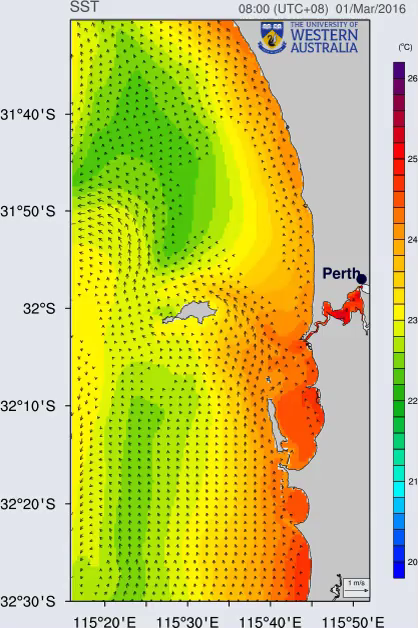 SST 08:00 (UTC+08) 01/Mar/2016
THE UNIVERSITY OF
WESTERN
AUSTRALIA
(°C)
26
25
24
23
22
21
20
31°40'S
31°50'S
32°S
32°10'S
32°20'S
32°30'S
Perth
1 m/s
115°20'E 115°30'E 115°40'E 115°50'E